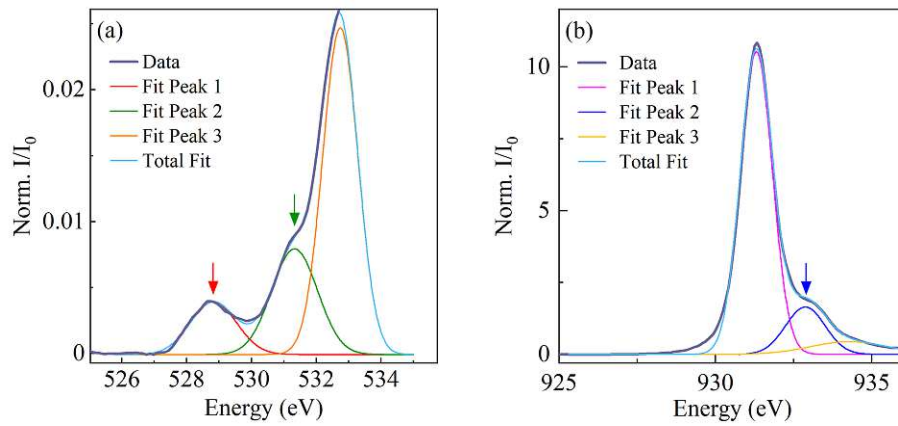 (a)
Data
Fit Peak 1
Fit Peak 2
Fit Peak 3
Total Fit
Norm. I/I₀
0.02
0.01
0
526 528 530 532 534
Energy (eV)
(b)
Data
Fit Peak 1
Fit Peak 2
Fit Peak 3
Total Fit
Norm. I/I₀
10
5
0
925 930 935
Energy (eV)